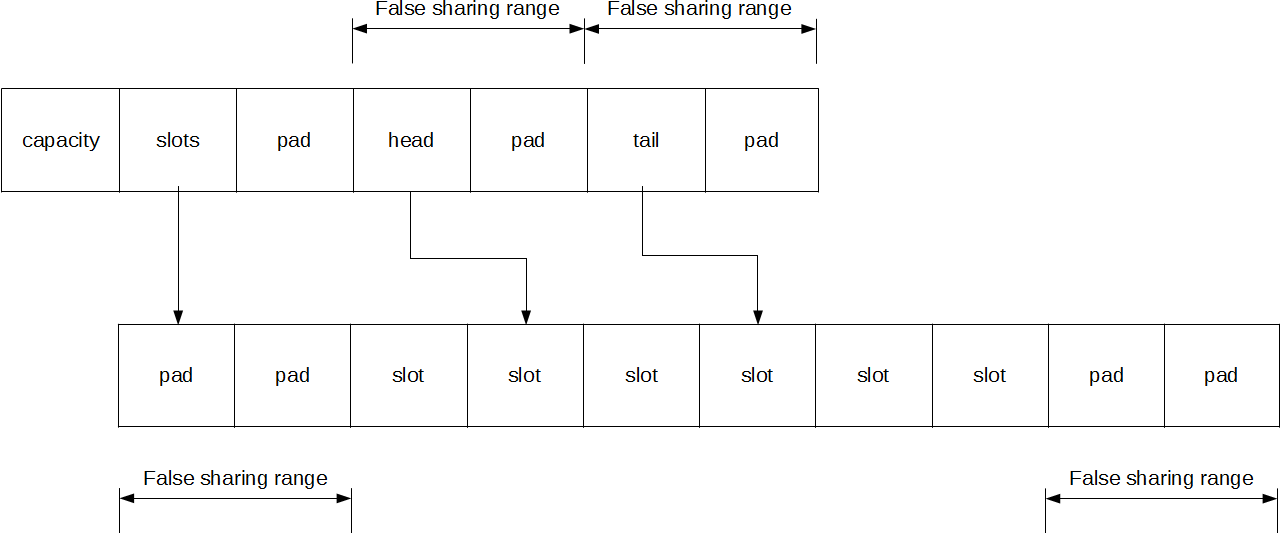 False sharing range False sharing range
capacity slots pad head pad tail pad
pad pad slot slot slot slot slot slot pad pad
False sharing range False sharing range